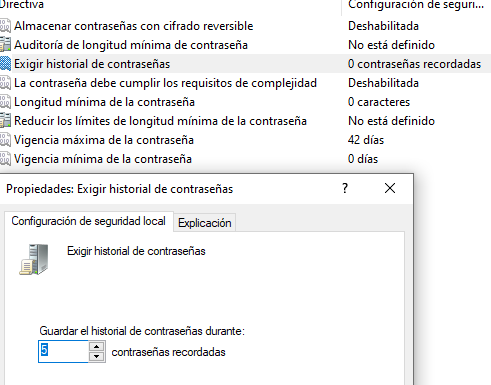 Directiva Configuración de seguri...
Almacenar contraseñas con cifrado reversible Deshabilitada
Auditoría de longitud mínima de contraseña No está definido
Exigir historial de contraseñas 0 contraseñas recordadas
La contraseña debe cumplir los requisitos de complejidad Deshabilitada
Longitud mínima de la contraseña 0 caracteres
Reducir los límites de longitud mínima de la contraseña No está definido
Vigencia máxima de la contraseña 42 días
Vigencia mínima de la contraseña 0 días
Propiedades: Exigir historial de contraseñas ? ×
Configuración de seguridad local Explicación
Exigir historial de contraseñas
Guardar el historial de contraseñas durante:
5 contraseñas recordadas